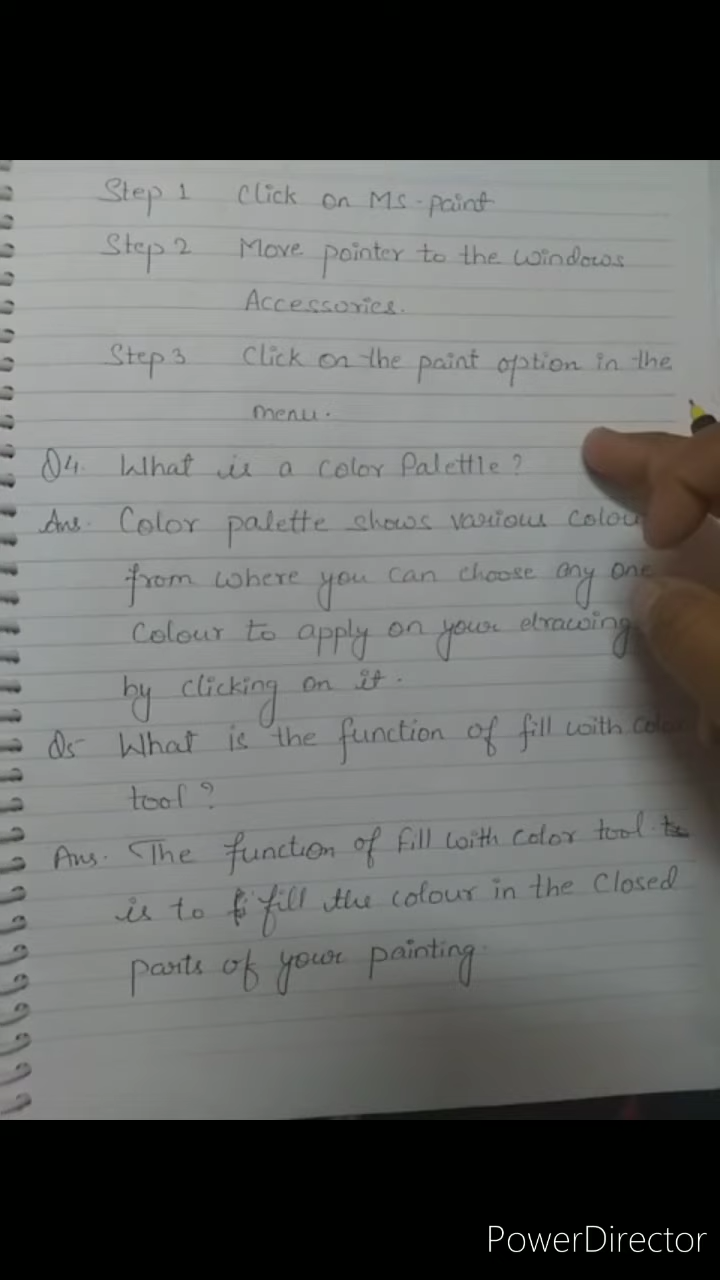 Step 1 Click on MS-paint
Step 2 Move pointer to the windows
Accessories.
Step 3 Click on the paint option in the
menu.
Q4. What is a color Palettle?
Ans. Color palette shows various colou
from where you can choose any one
Colour to apply on your drawing
by clicking on it.
Q5 What is the function of fill with color
tool?
Ans. The function of fill with color tool
is to fill the colour in the closed
parts of your painting.
PowerDirector